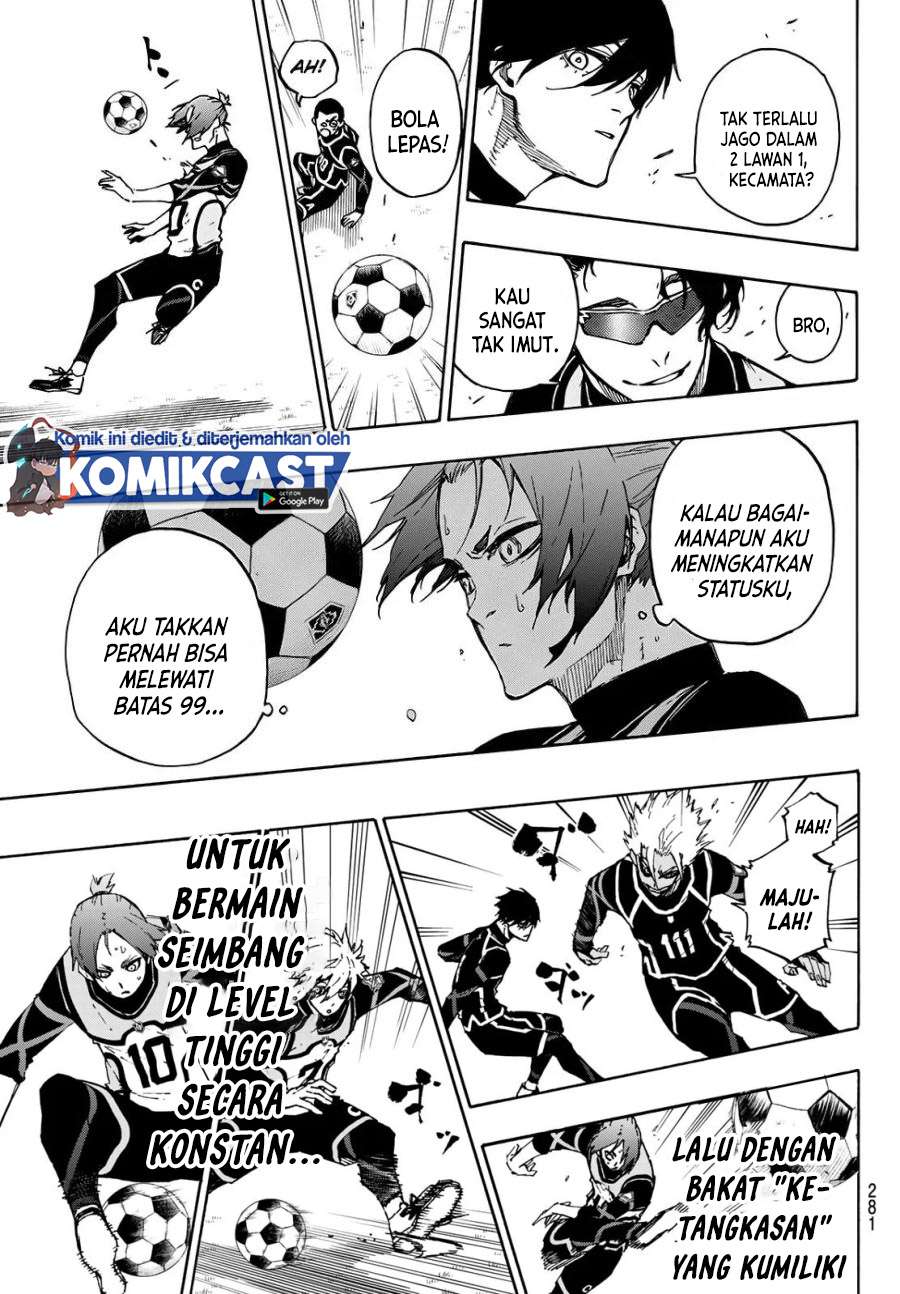 TAK TERLALU
JAGO DALAM
2 LAWAN 1,
KECAMATA?
BOLA
LEPAS!
AH!
ド
BRO,
KAU
SANGAT
TAK IMUT.
Komik ini diedit & diterjemahkan oleh
KOMIKCAST
GET IT ON
Google Play
KALAU BAGAI-
MANAPUN AKU
MENINGKATKAN
STATUSKU,
AKU TAKKAN
PERNAH BISA
MELEWATI
BATAS 99...
HAH!
MAJU-
LAH!
111
UNTUK
BERMAIN
SEIMBANG
DI LEVEL
TINGGI
SECARA
KONSTAN...
10
LALU DENGAN
BAKAT "KE-
TANGKASAN"
YANG KUMILIKI
281